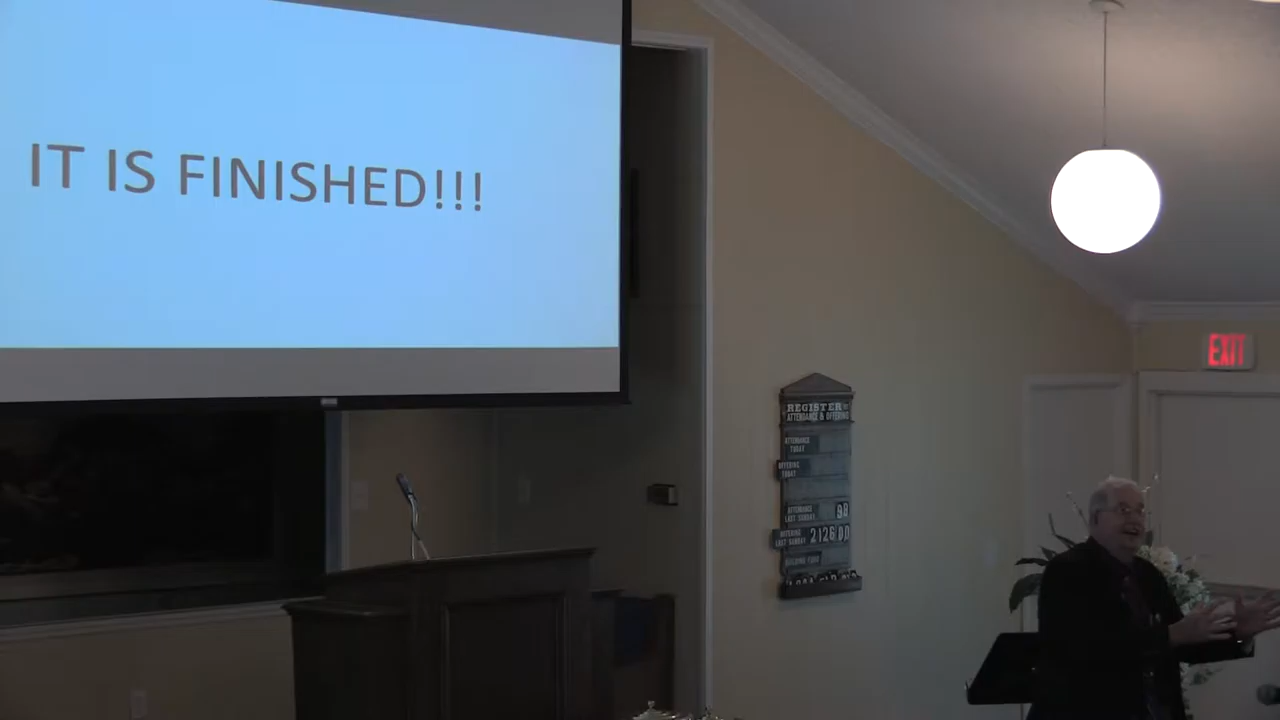 IT IS FINISHED!!!
EXIT
REGISTER OF
ATTENDANCE & OFFERING
ATTENDANCE
TODAY
OFFERING
TODAY
ATTENDANCE
LAST SUNDAY 98
OFFERING
LAST SUNDAY 2126 00
BUILDING FUND